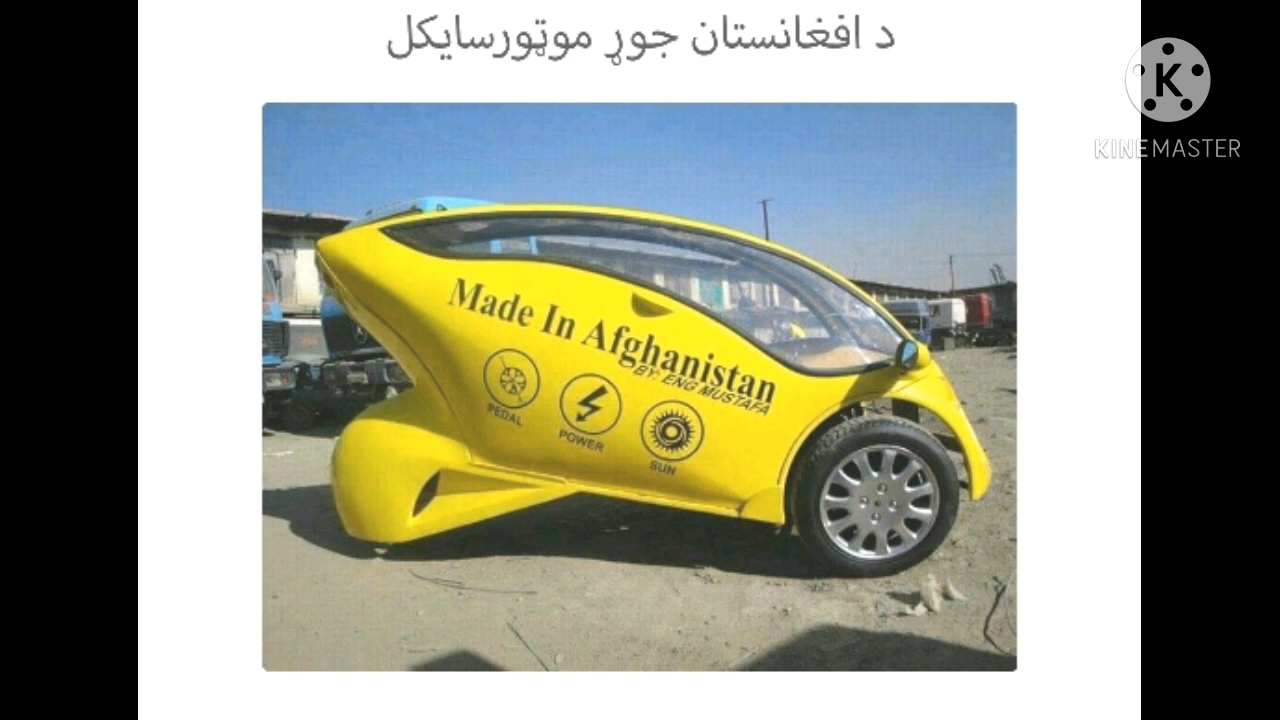 د افغانستان جوړ موټورسایکل
K
KINEMASTER
Made In Afghanistan
BY: ENG MUSTAFA
PEDAL
POWER
SUN